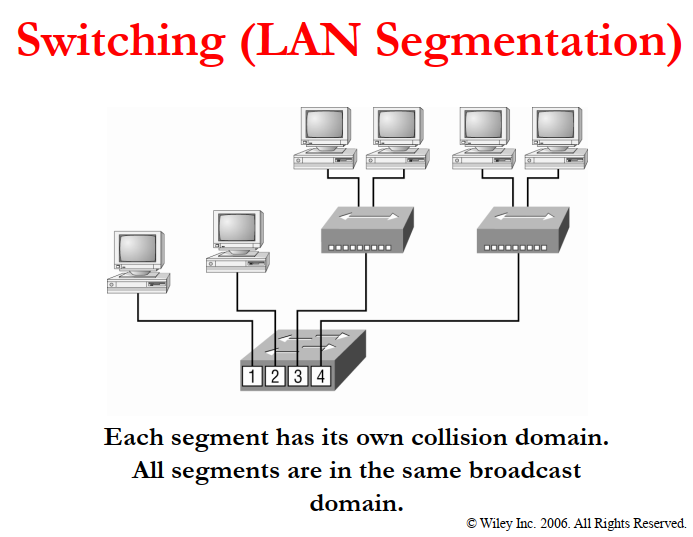 Switching (LAN Segmentation)
1 2 3 4
Each segment has its own collision domain.
All segments are in the same broadcast
domain.
© Wiley Inc. 2006. All Rights Reserved.